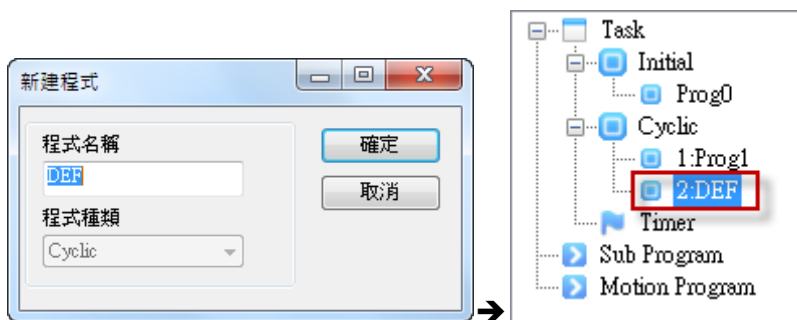 新建程式
程式名稱
DEF
程式種類
Cyclic
確定
取消
➔
Task
Initial
Prog0
Cyclic
1:Prog1
2:DEF
Timer
Sub Program
Motion Program